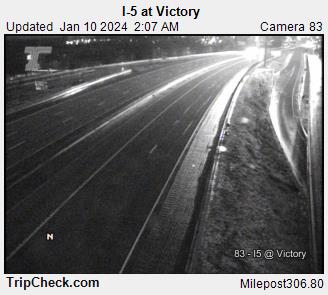 I-5 at Victory
Updated Jan 10 2024 2:07 AM Camera 83
N
83 - I5 @ Victory
TripCheck.com Milepost306.80